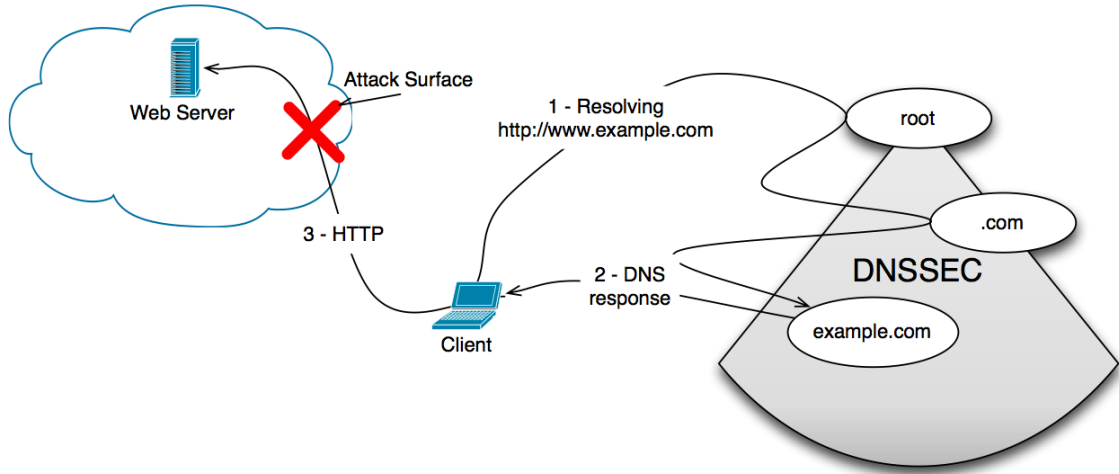 Attack Surface
Web Server
1 - Resolving
http://www.example.com
root
.com
3 - HTTP
DNSSEC
2 - DNS
response
example.com
Client